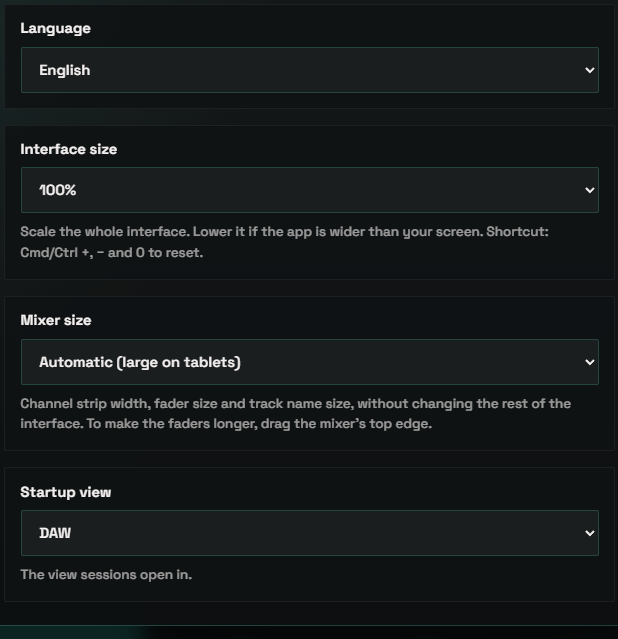 Language
English
Interface size
100%
Scale the whole interface. Lower it if the app is wider than your screen. Shortcut:
Cmd/Ctrl +, − and 0 to reset.
Mixer size
Automatic (large on tablets)
Channel strip width, fader size and track name size, without changing the rest of the
interface. To make the faders longer, drag the mixer’s top edge.
Startup view
DAW
The view sessions open in.